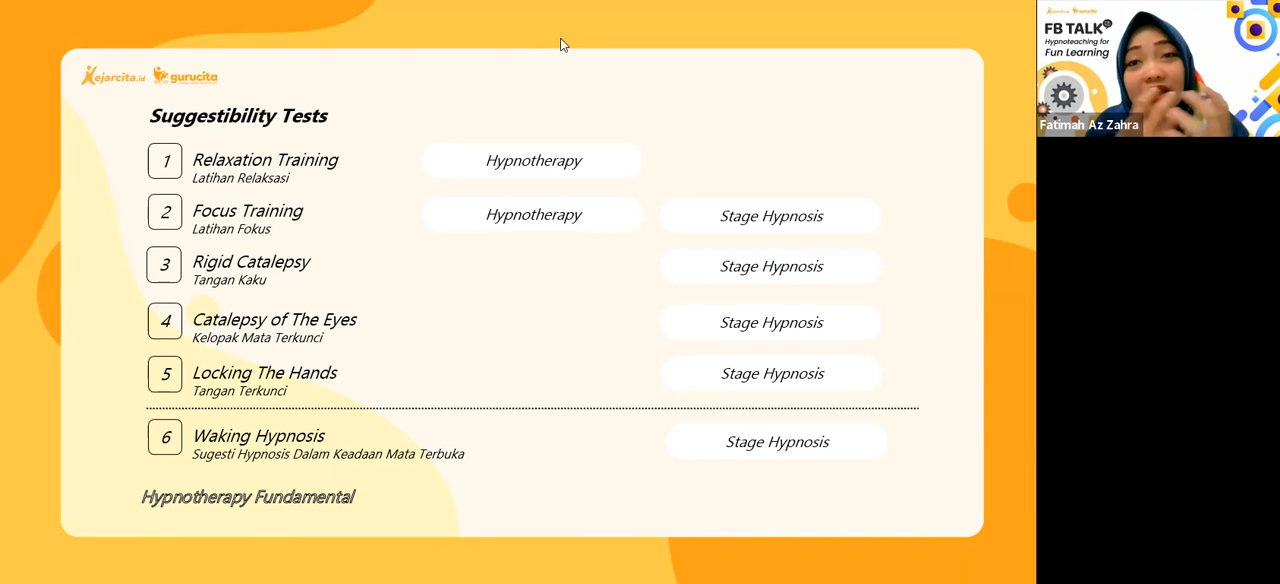 kejarcita.id gurucita
Suggestibility Tests
1 Relaxation Training Hypnotherapy
Latihan Relaksasi
2 Focus Training Hypnotherapy Stage Hypnosis
Latihan Fokus
3 Rigid Catalepsy Stage Hypnosis
Tangan Kaku
4 Catalepsy of The Eyes Stage Hypnosis
Kelopak Mata Terkunci
5 Locking The Hands Stage Hypnosis
Tangan Terkunci
6 Waking Hypnosis Stage Hypnosis
Sugesti Hypnosis Dalam Keadaan Mata Terbuka
Hypnotherapy Fundamental
FB TALK
Hypnoteaching for
Fun Learning
Fatimah Az Zahra